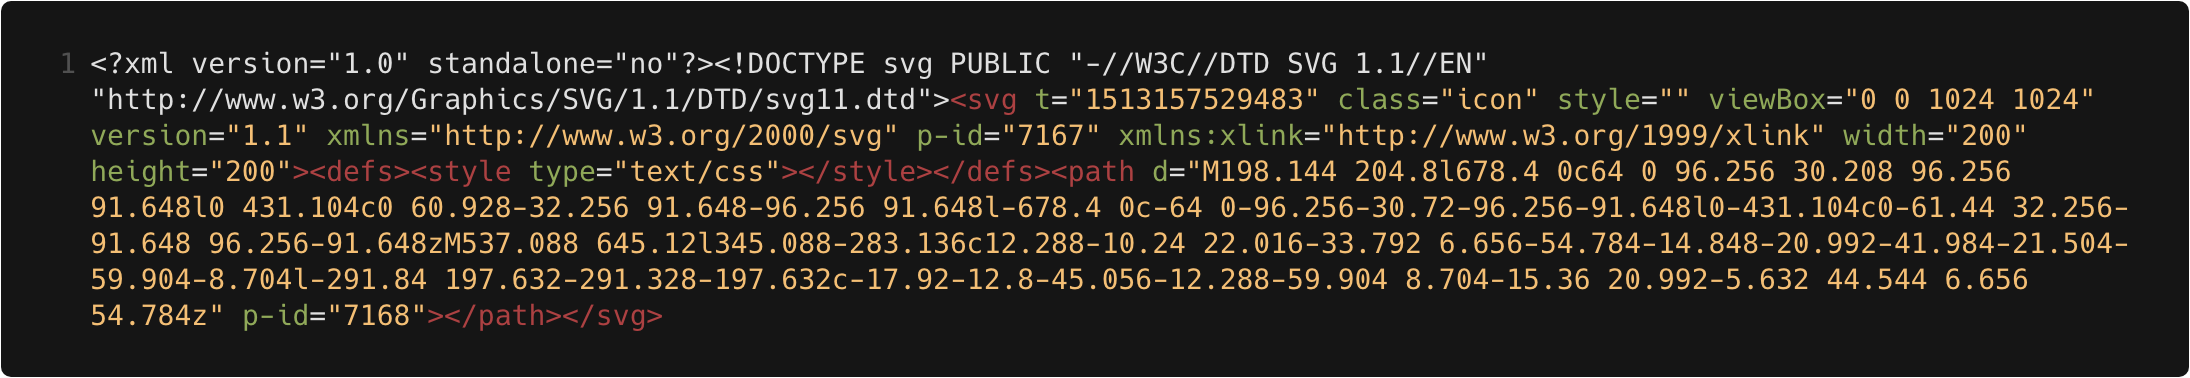 1 <?xml version="1.0" standalone="no"?><!DOCTYPE svg PUBLIC "-//W3C//DTD SVG 1.1//EN"
"http://www.w3.org/Graphics/SVG/1.1/DTD/svg11.dtd"><svg t="1513157529483" class="icon" style="" viewBox="0 0 1024 1024"
version="1.1" xmlns="http://www.w3.org/2000/svg" p-id="7167" xmlns:xlink="http://www.w3.org/1999/xlink" width="200"
height="200"><defs><style type="text/css"></style></defs><path d="M198.144 204.8l678.4 0c64 0 96.256 30.208 96.256
91.648l0 431.104c0 60.928-32.256 91.648-96.256 91.648l-678.4 0c-64 0-96.256-30.72-96.256-91.648l0-431.104c0-61.44 32.256-
91.648 96.256-91.648zM537.088 645.12l345.088-283.136c12.288-10.24 22.016-33.792 6.656-54.784-14.848-20.992-41.984-21.504-
59.904-8.704l-291.84 197.632-291.328-197.632c-17.92-12.8-45.056-12.288-59.904 8.704-15.36 20.992-5.632 44.544 6.656
54.784z" p-id="7168"></path></svg>